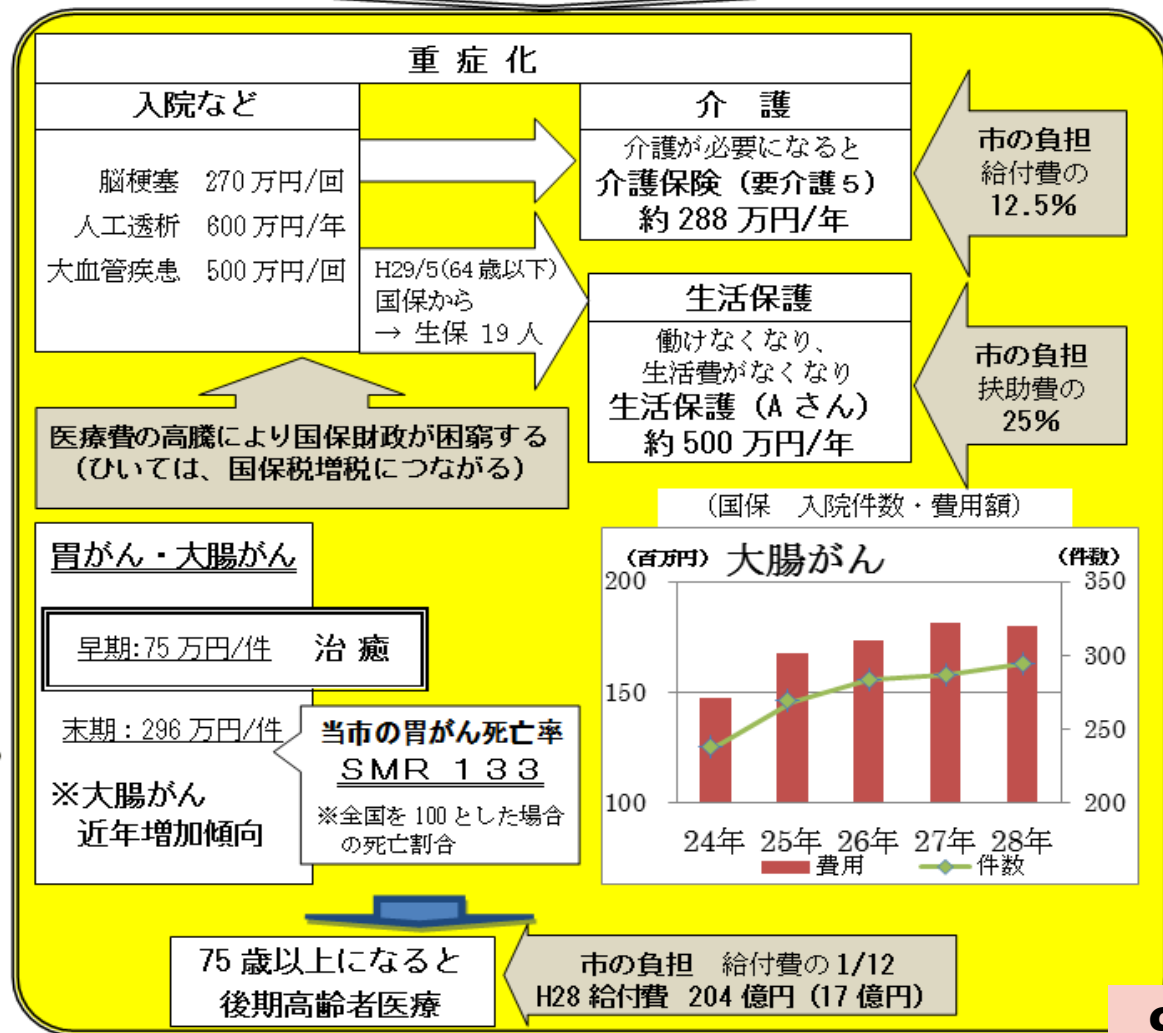 重症化
入院など
脳梗塞 270万円/回
人工透析 600万円/年
大血管疾患 500万円/回
介 護
介護が必要になると
介護保険（要介護5）
約288万円/年
市の負担
給付費の
12.5%
H29/5(64歳以下)
国保から
→ 生保 19人
生活保護
働けなくなり、
生活費がなくなり
生活保護（Aさん）
約500万円/年
市の負担
扶助費の
25%
医療費の高騰により国保財政が困窮する
（ひいては、国保税増税につながる）
胃がん・大腸がん
早期:75万円/件 治癒
末期：296万円/件
※大腸がん
近年増加傾向
当市の胃がん死亡率
SMR 133
※全国を100とした場合
の死亡割合
（国保 入院件数・費用額）
（百万円） 大腸がん （件数）
200 350
300
150
250
100 200
24年 25年 26年 27年 28年
費用 件数
75歳以上になると
後期高齢者医療
市の負担 給付費の1/12
H28給付費 204億円（17億円）